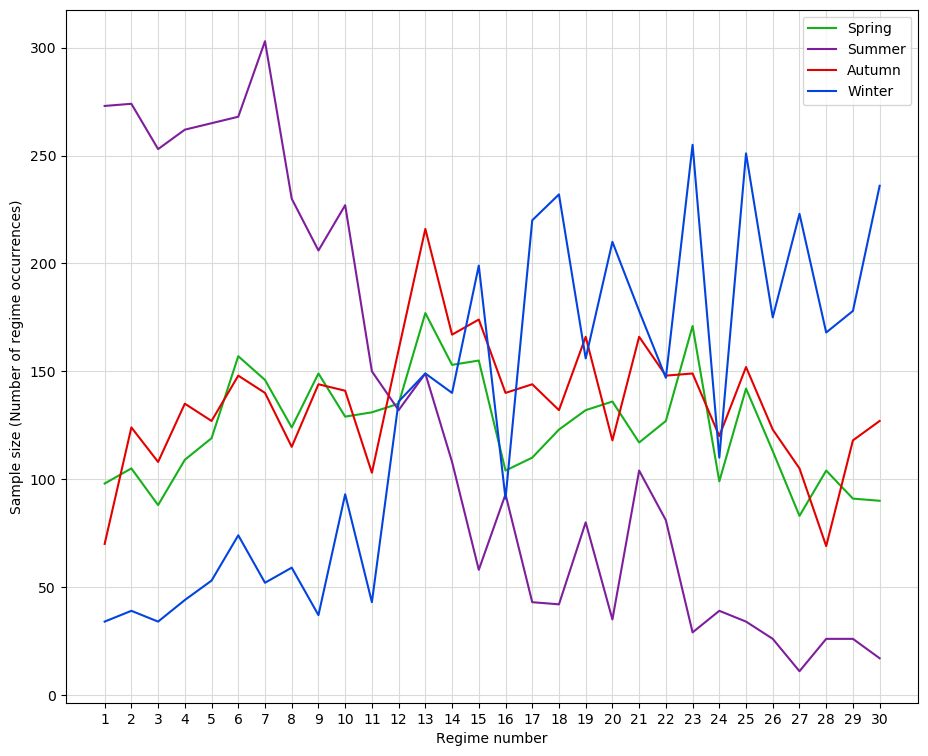 Spring
Summer
Autumn
Winter
Sample size (Number of regime occurrences)
300
250
200
150
100
50
0
1 2 3 4 5 6 7 8 9 10 11 12 13 14 15 16 17 18 19 20 21 22 23 24 25 26 27 28 29 30
Regime number